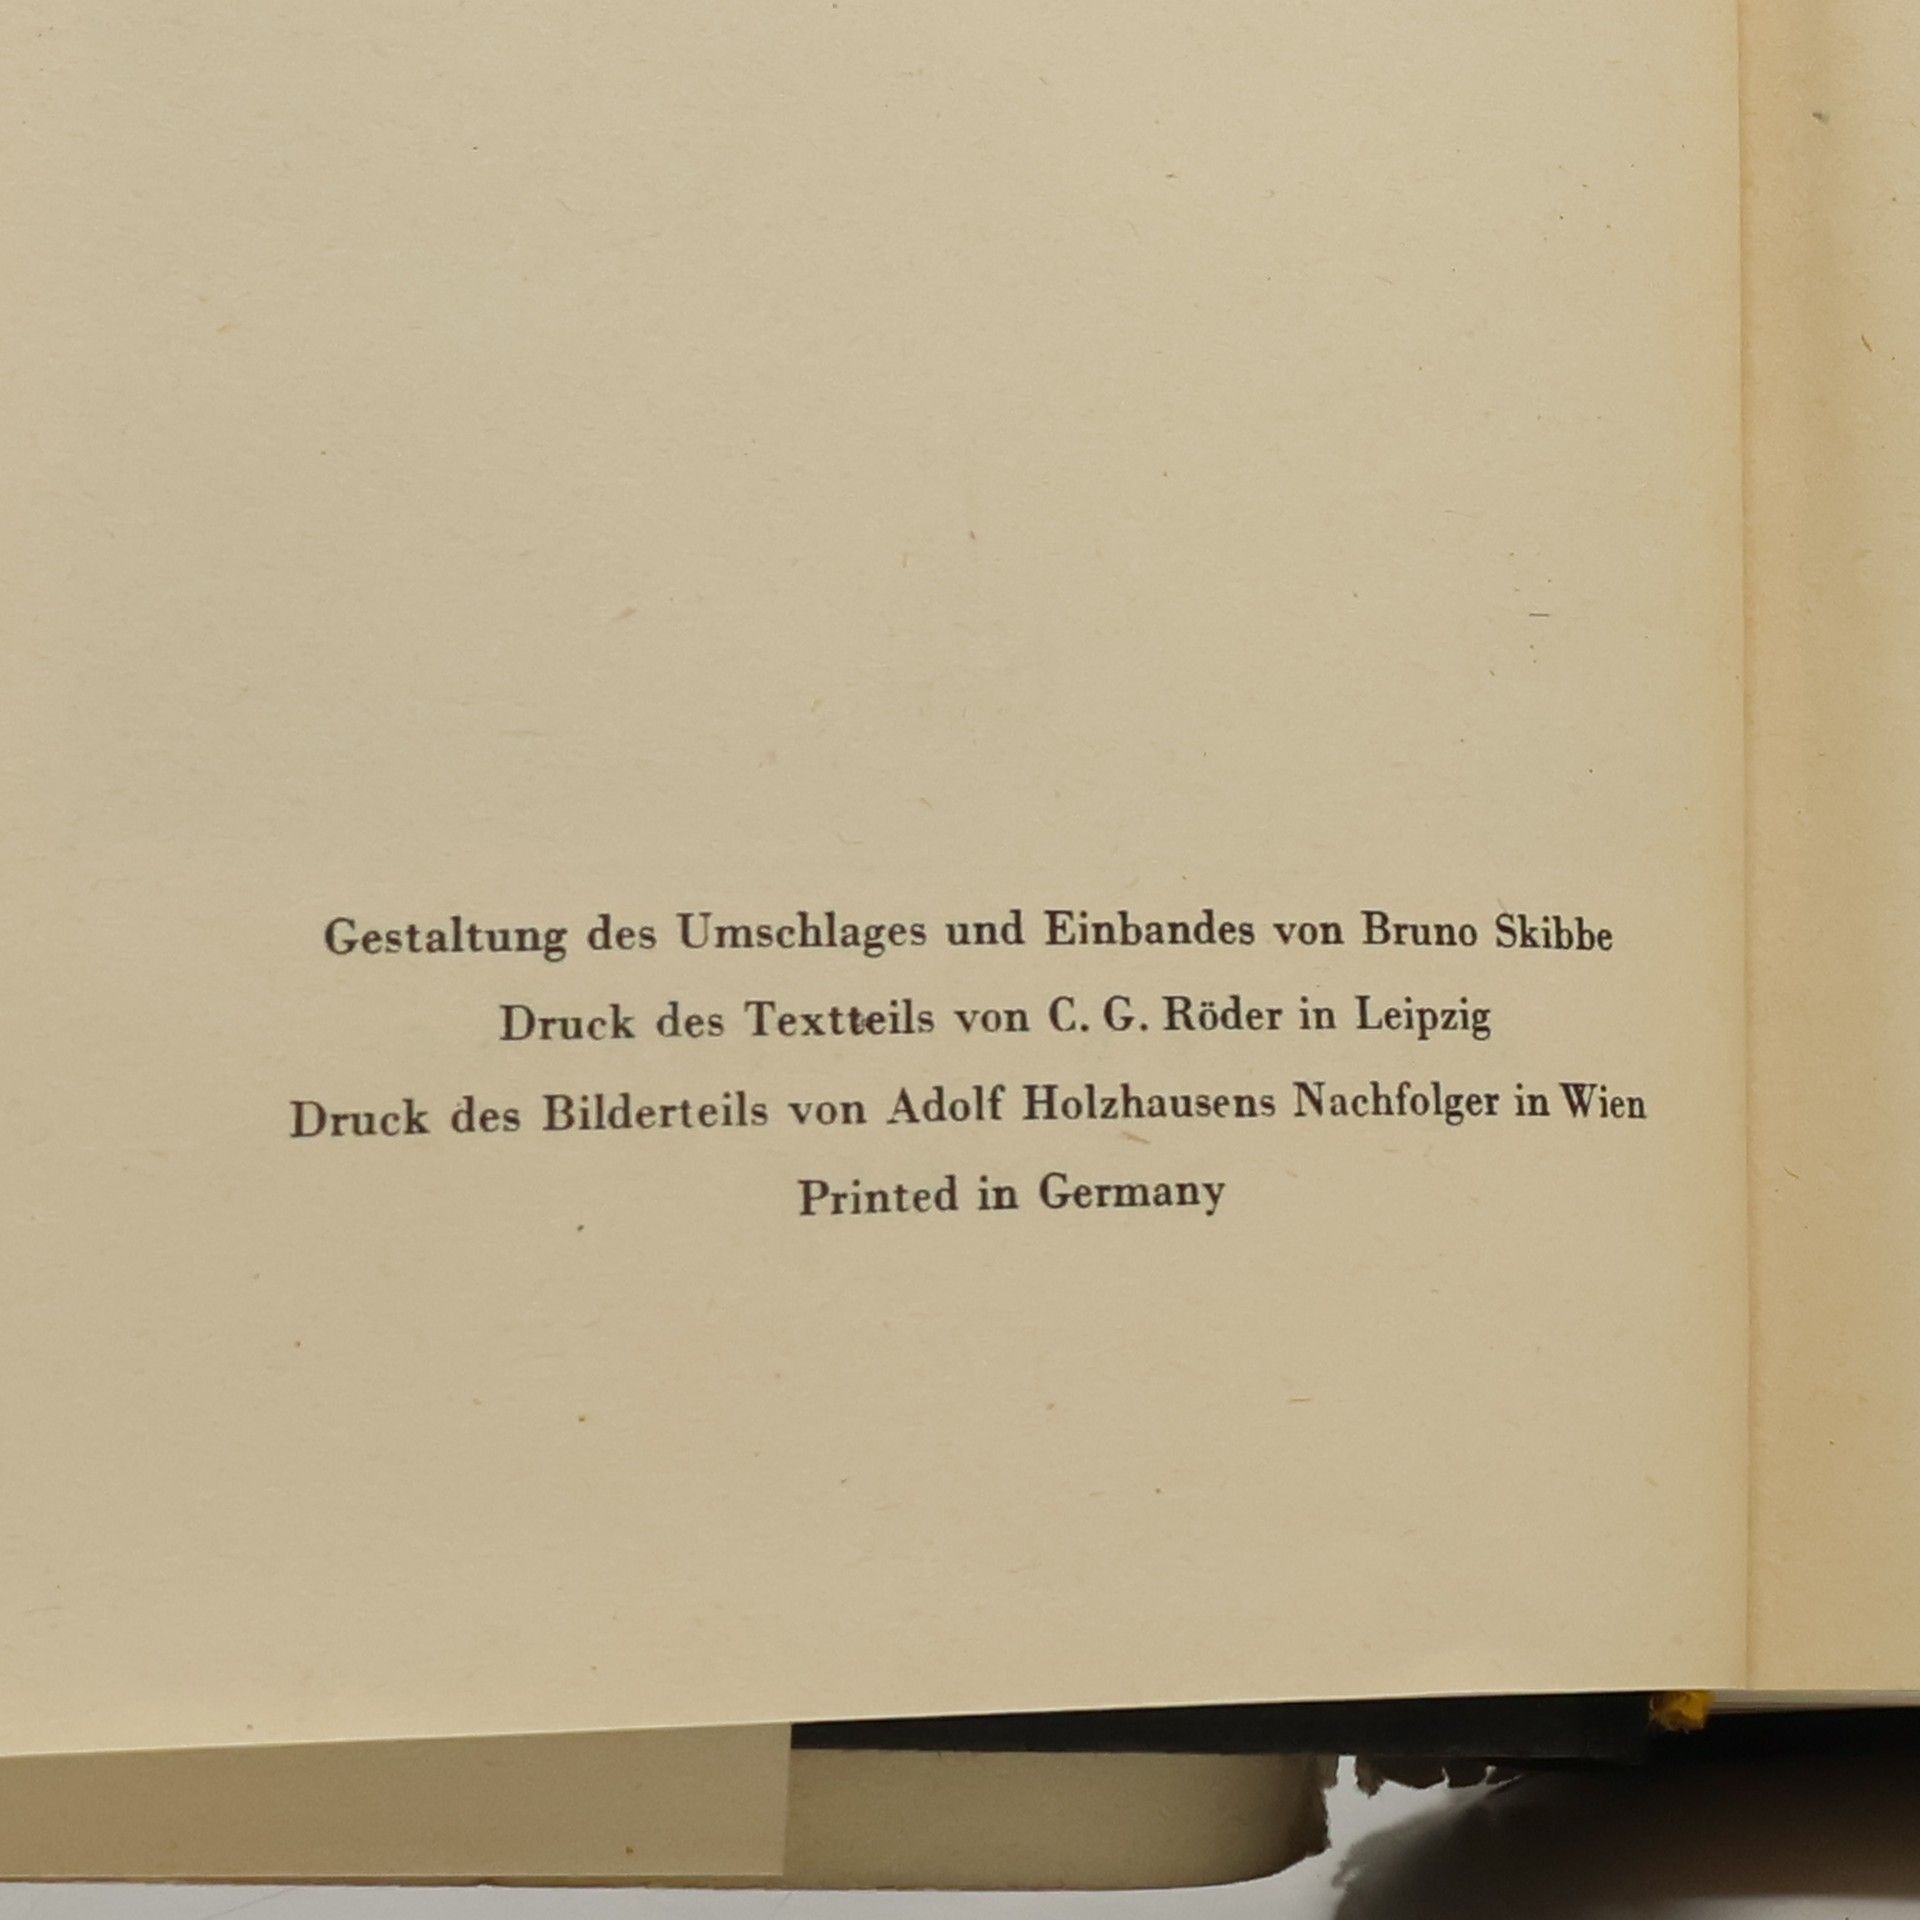 Gestaltung des Umschlages und Einbandes von Bruno Skibbe
Druck des Textteils von C. G. Röder in Leipzig
Druck des Bilderteils von Adolf Holzhausens Nachfolger in Wien
Printed in Germany